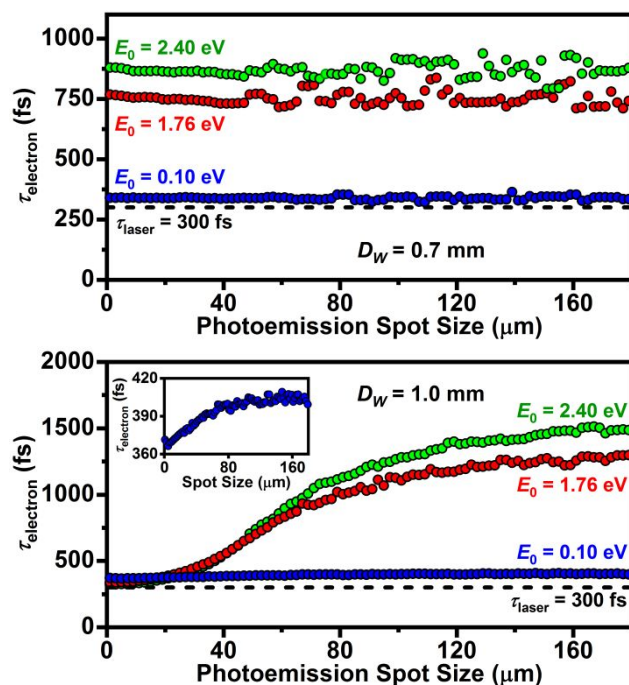 1000
750
500
250
0
τelectron (fs)
E0 = 2.40 eV
E0 = 1.76 eV
E0 = 0.10 eV
τlaser = 300 fs
DW = 0.7 mm
0 40 80 120 160
Photoemission Spot Size (μm)
2000
1500
1000
500
0
τelectron (fs)
420
390
360
τelectron (fs)
0 80 160
Spot Size (μm)
DW = 1.0 mm
E0 = 2.40 eV
E0 = 1.76 eV
E0 = 0.10 eV
τlaser = 300 fs
0 40 80 120 160
Photoemission Spot Size (μm)